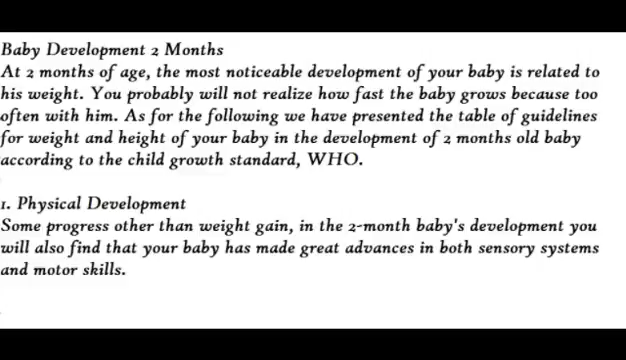 Baby Development 2 Months
At 2 months of age, the most noticeable development of your baby is related to
his weight. You probably will not realize how fast the baby grows because too
often with him. As for the following we have presented the table of guidelines
for weight and height of your baby in the development of 2 months old baby
according to the child growth standard, WHO.
1. Physical Development
Some progress other than weight gain, in the 2-month baby's development you
will also find that your baby has made great advances in both sensory systems
and motor skills.